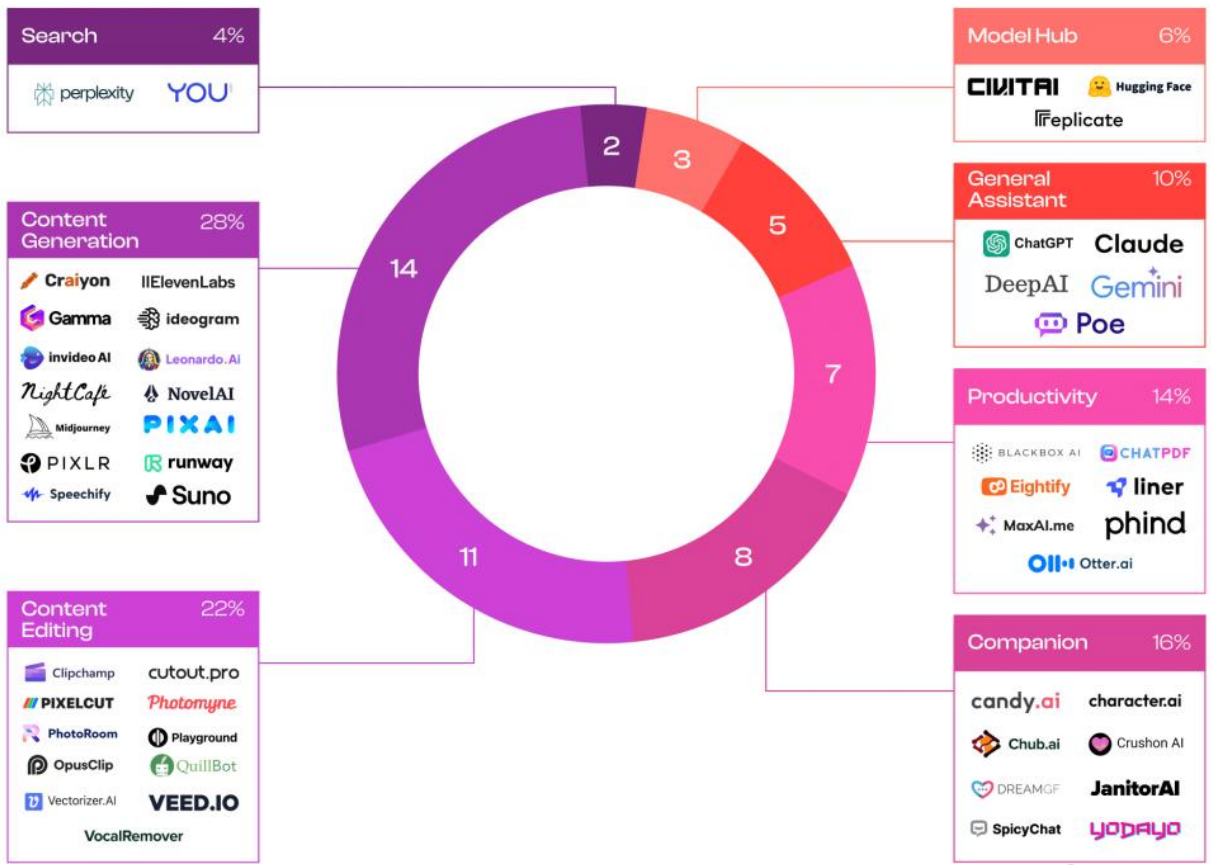 Search 4%
perplexity YOU
Content Generation 28%
Craiyon IIElevenLabs
Gamma ideogram
invideo AI Leonardo.Ai
NightCafé NovelAI
Midjourney PIXAI
PIXLR runway
Speechify Suno
Content Editing 22%
Clipchamp cutout.pro
PIXELCUT Photomyne
PhotoRoom Playground
OpusClip QuillBot
Vectorizer.AI VEED.IO
VocalRemover
2
3
5
7
8
11
14
Model Hub 6%
CIVITAI Hugging Face
replicate
General Assistant 10%
ChatGPT Claude
DeepAI Gemini
Poe
Productivity 14%
BLACKBOX AI CHATPDF
Eightify liner
MaxAI.me phind
Otter.ai
Companion 16%
candy.ai character.ai
Chub.ai Crushon AI
DREAMGF JanitorAI
SpicyChat YODAYO